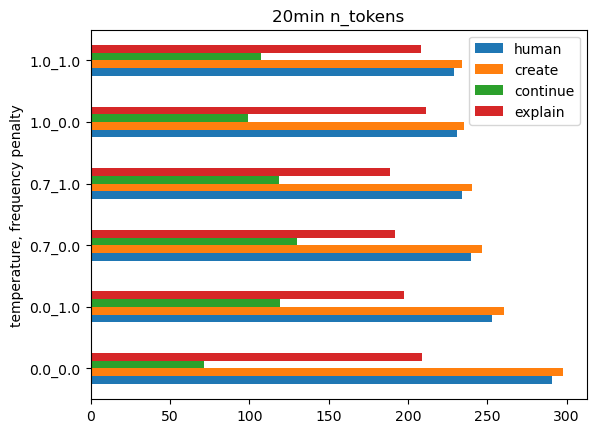 20min n_tokens
human
create
continue
explain
temperature, frequency penalty
1.0_1.0
1.0_0.0
0.7_1.0
0.7_0.0
0.0_1.0
0.0_0.0
0 50 100 150 200 250 300